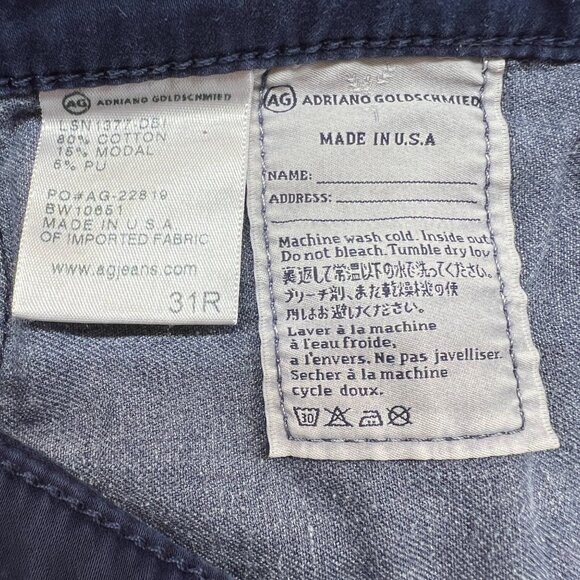 AG ADRIANO GOLDSCHMIED
LSN1377 DBI
80% COTTON
15% MODAL
5% PU
PO#AG-22819
BW10651
MADE IN U.S.A
OF IMPORTED FABRIC
www.agjeans.com
31R
AG ADRIANO GOLDSCHMIED
MADE IN U.S.A
NAME:
ADDRESS:
Machine wash cold. Inside out
Do not bleach. Tumble dry low
裏返して常温以下の水で洗ってください。
ブリーチ剤、また乾燥機の使
用はお避しください。
Laver à la machine
à l'eau froide,
a l'envers. Ne pas javelliser.
Secher à la machine
cycle doux.
30